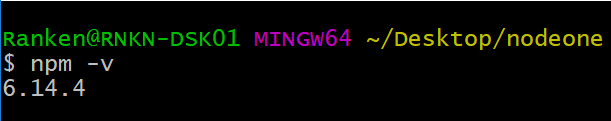 Ranken@RNKN-DSK01 MINGW64 ~/Desktop/nodeone
$ npm -v
6.14.4